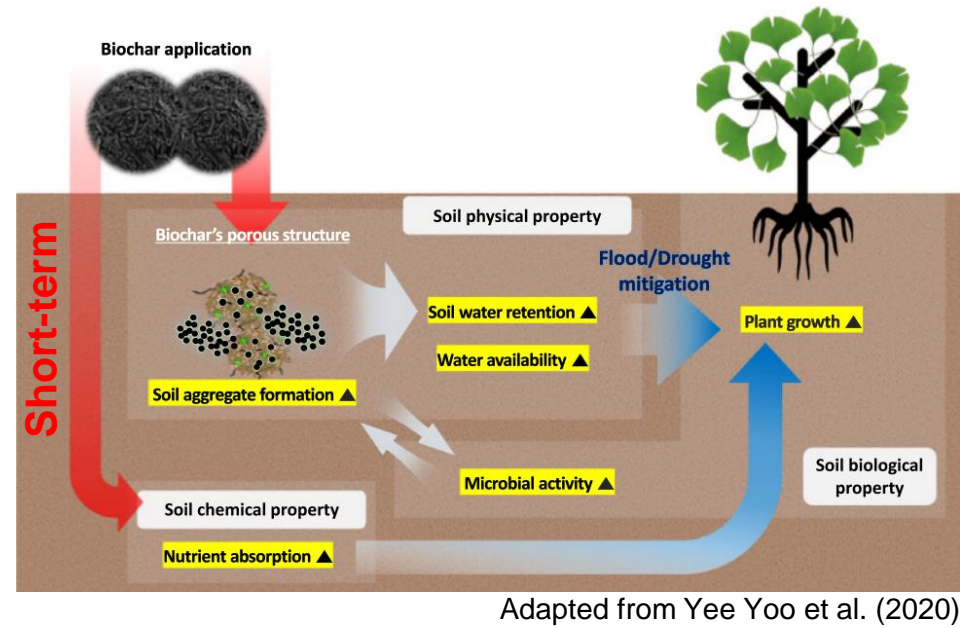 Biochar application
Short-term
Soil physical property
Biochar's porous structure
Flood/Drought
mitigation
Soil water retention ▲
Plant growth ▲
Water availability ▲
Soil aggregate formation ▲
Microbial activity ▲
Soil biological
property
Soil chemical property
Nutrient absorption ▲
Adapted from Yee Yoo et al. (2020)